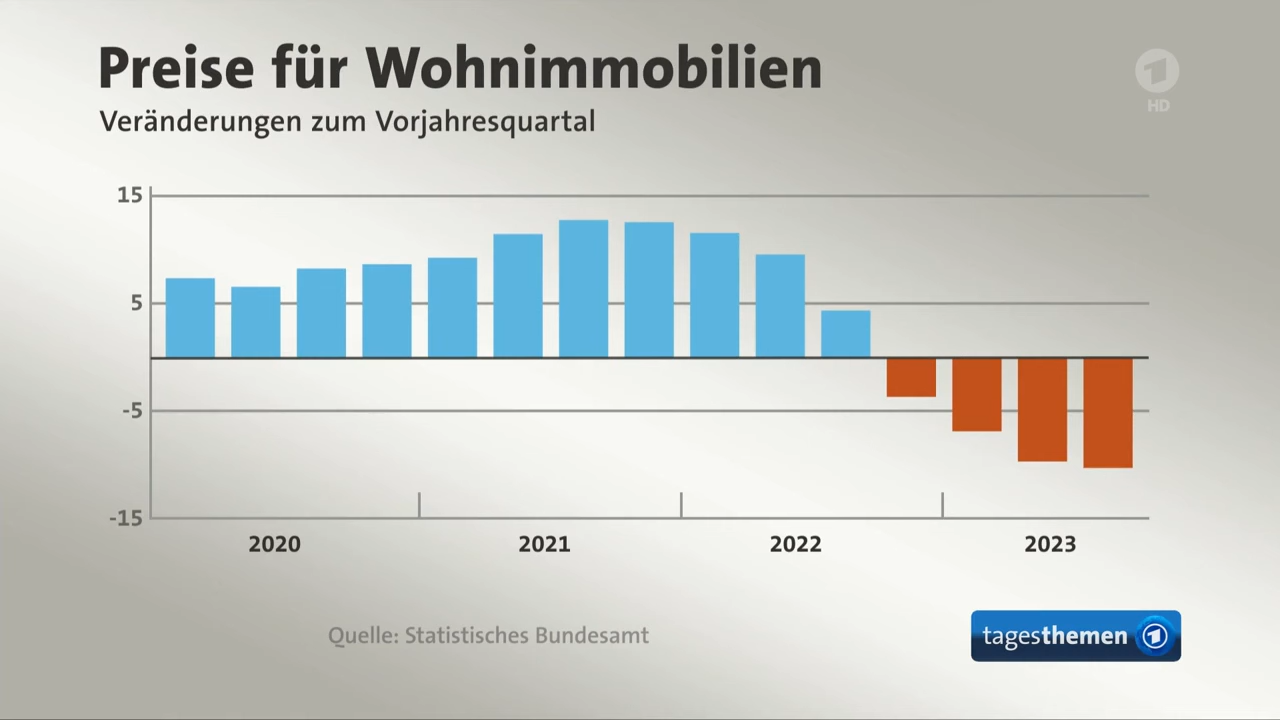 Preise für Wohnimmobilien
Veränderungen zum Vorjahresquartal
HD
15
5
-5
-15
2020 2021 2022 2023
Quelle: Statistisches Bundesamt
tagesthemen